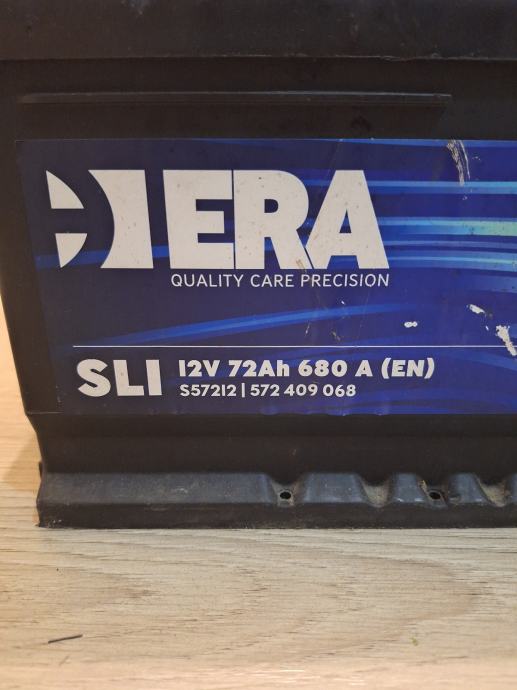 ERA
QUALITY CARE PRECISION
SLI 12V 72Ah 680 A (EN)
S57212 | 572 409 068